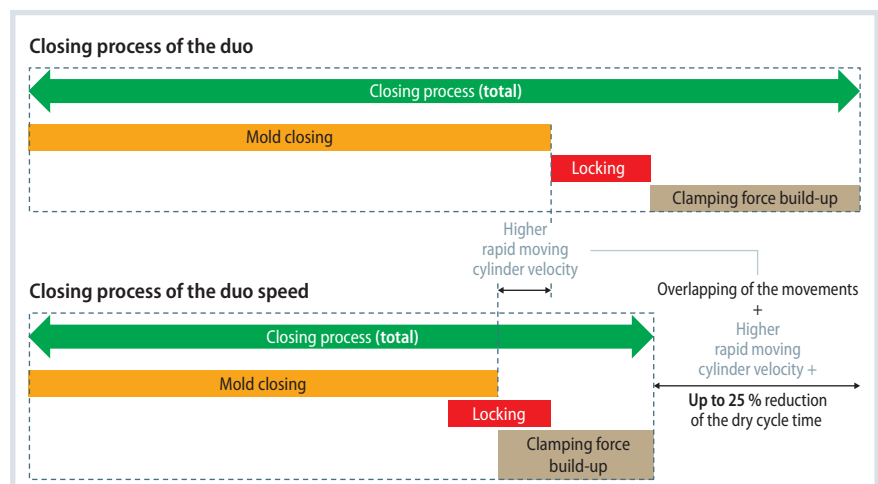 Closing process of the duo
Closing process (total)
Mold closing
Locking
Clamping force build-up
Higher
rapid moving
cylinder velocity
Closing process of the duo speed
Closing process (total)
Mold closing
Locking
Clamping force
build-up
Overlapping of the movements
+
Higher
rapid moving
cylinder velocity +
Up to 25 % reduction
of the dry cycle time